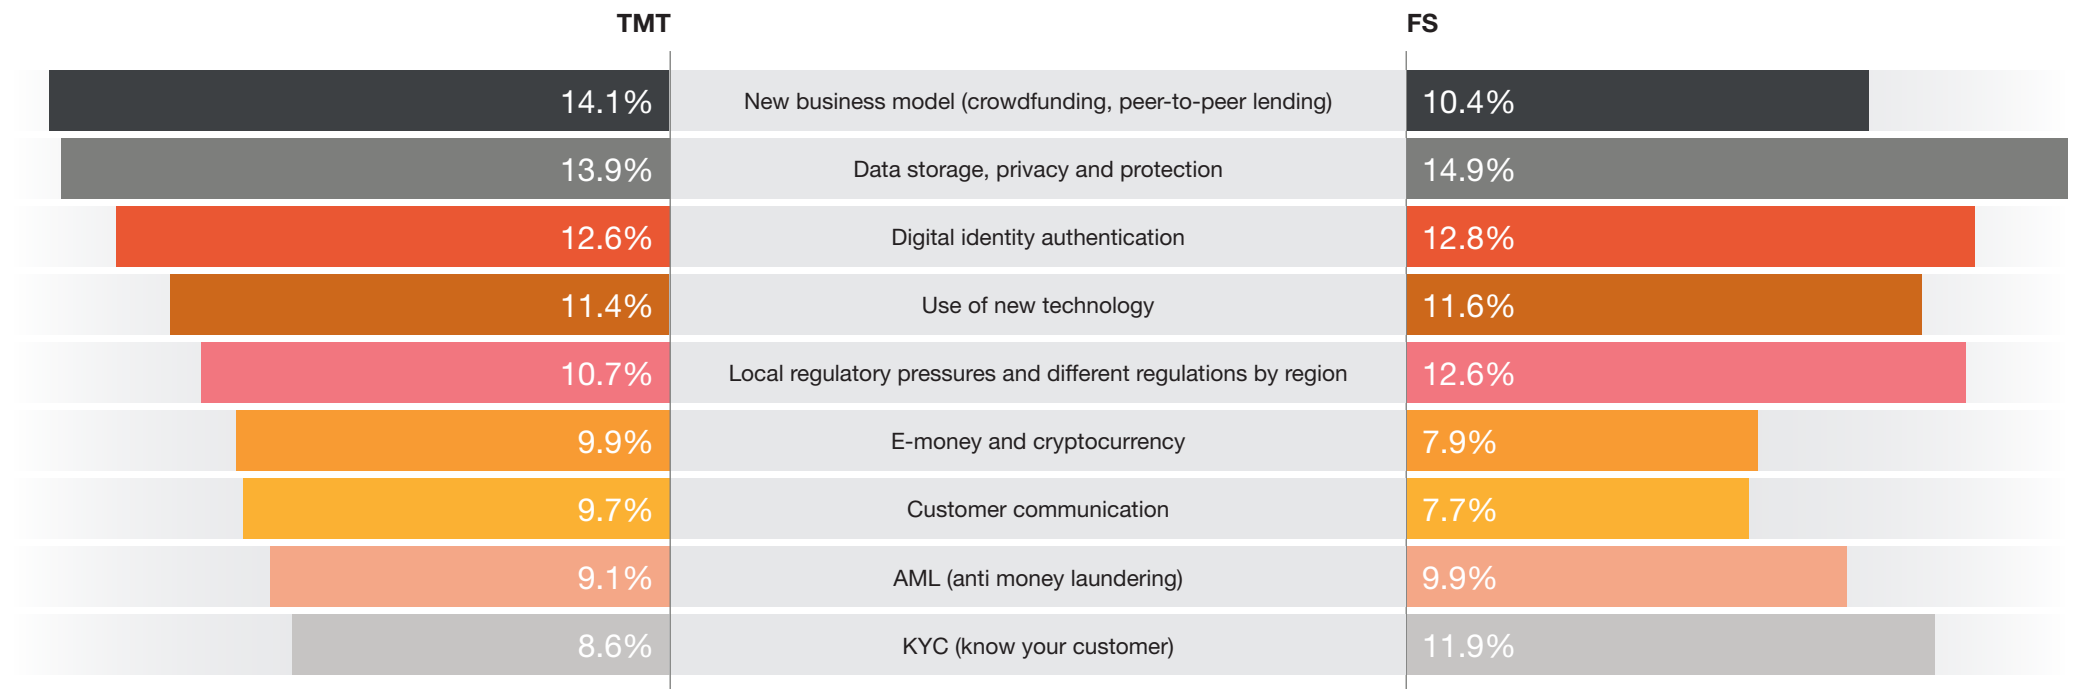 TMT FS
14.1% New business model (crowdfunding, peer-to-peer lending) 10.4%
13.9% Data storage, privacy and protection 14.9%
12.6% Digital identity authentication 12.8%
11.4% Use of new technology 11.6%
10.7% Local regulatory pressures and different regulations by region 12.6%
9.9% E-money and cryptocurrency 7.9%
9.7% Customer communication 7.7%
9.1% AML (anti money laundering) 9.9%
8.6% KYC (know your customer) 11.9%